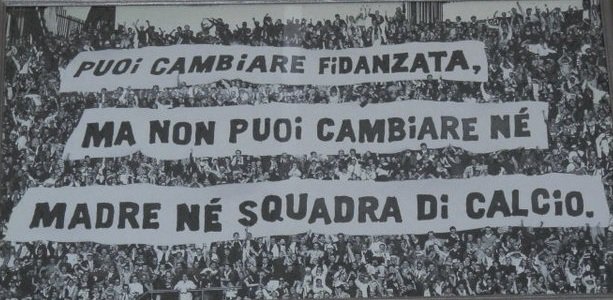 PUOI CAMBIARE FIDANZATA,
MA NON PUOI CAMBIARE NÉ
MADRE NÉ SQUADRA DI CALCIO.